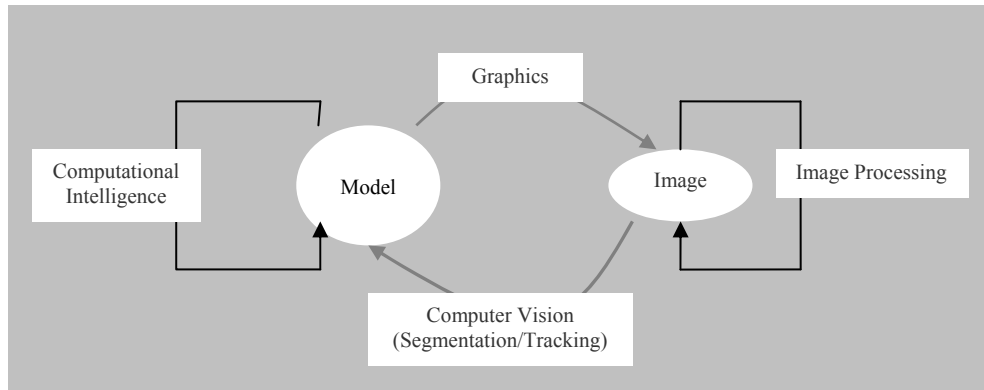 Graphics
Computational
Intelligence
Model
Image
Image Processing
Computer Vision
(Segmentation/Tracking)